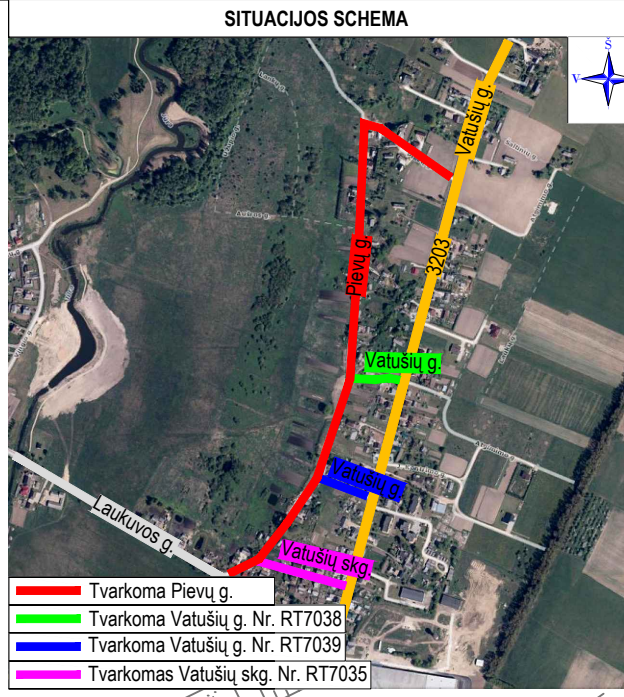 SITUACIJOS SCHEMA
Š
V
Vatušių g.
3203
Pievų g.
Aušros g.
Vatušių g.
Vatušių g.
Vatušių skg.
Laukuvos g.
Tvarkoma Pievų g.
Tvarkoma Vatušių g. Nr. RT7038
Tvarkoma Vatušių g. Nr. RT7039
Tvarkomas Vatušių skg. Nr. RT7035